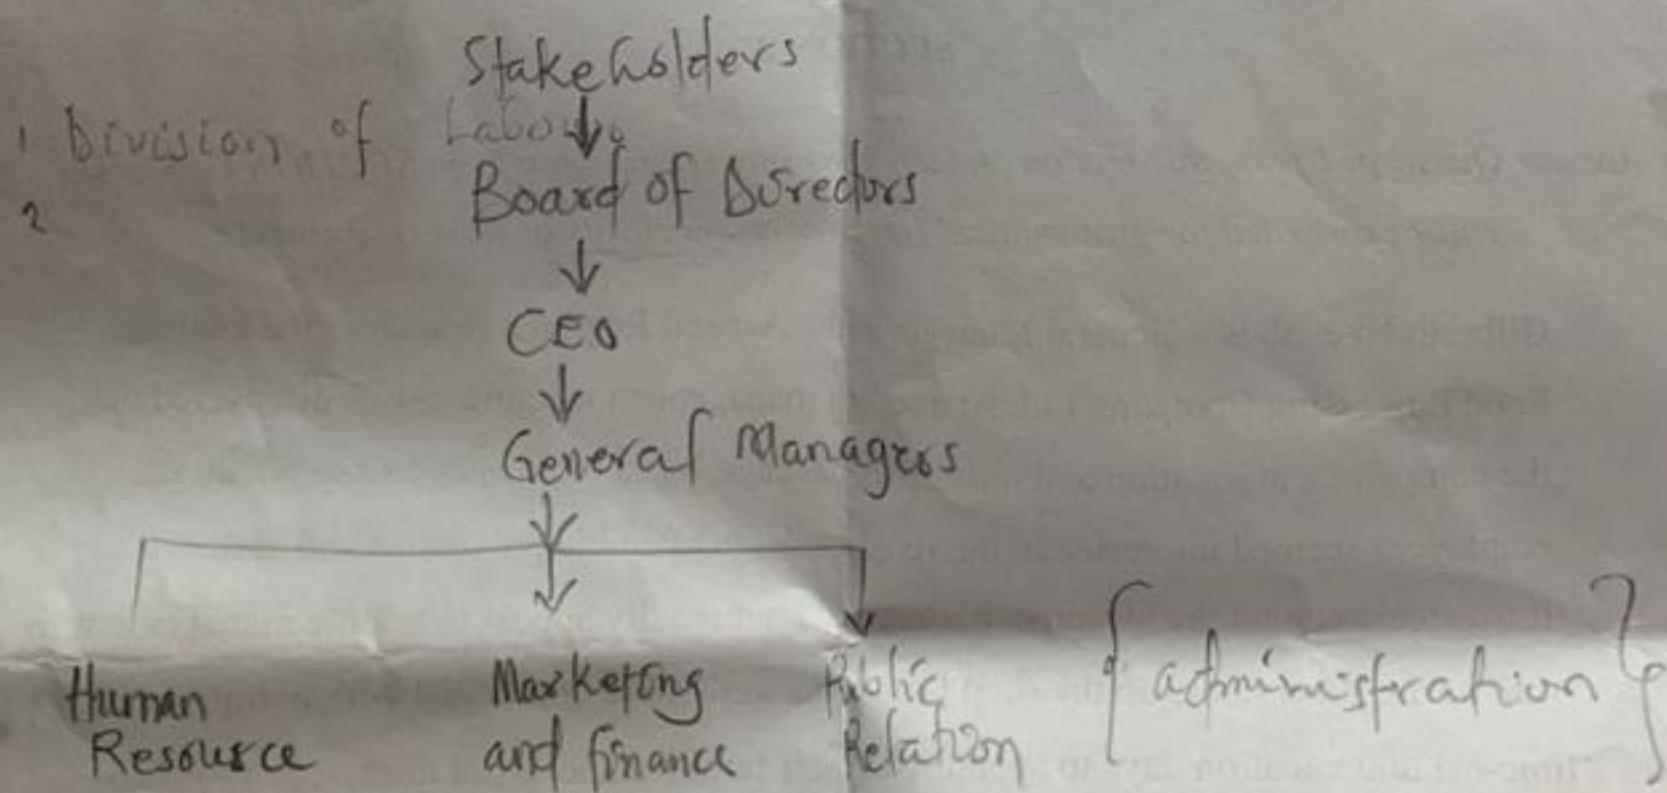 Stakeholders
1 Division of Labou
2
Board of Directors
CEO
General Managers
Human
Resource
Marketing
and finance
Public
Relation
{ administration }